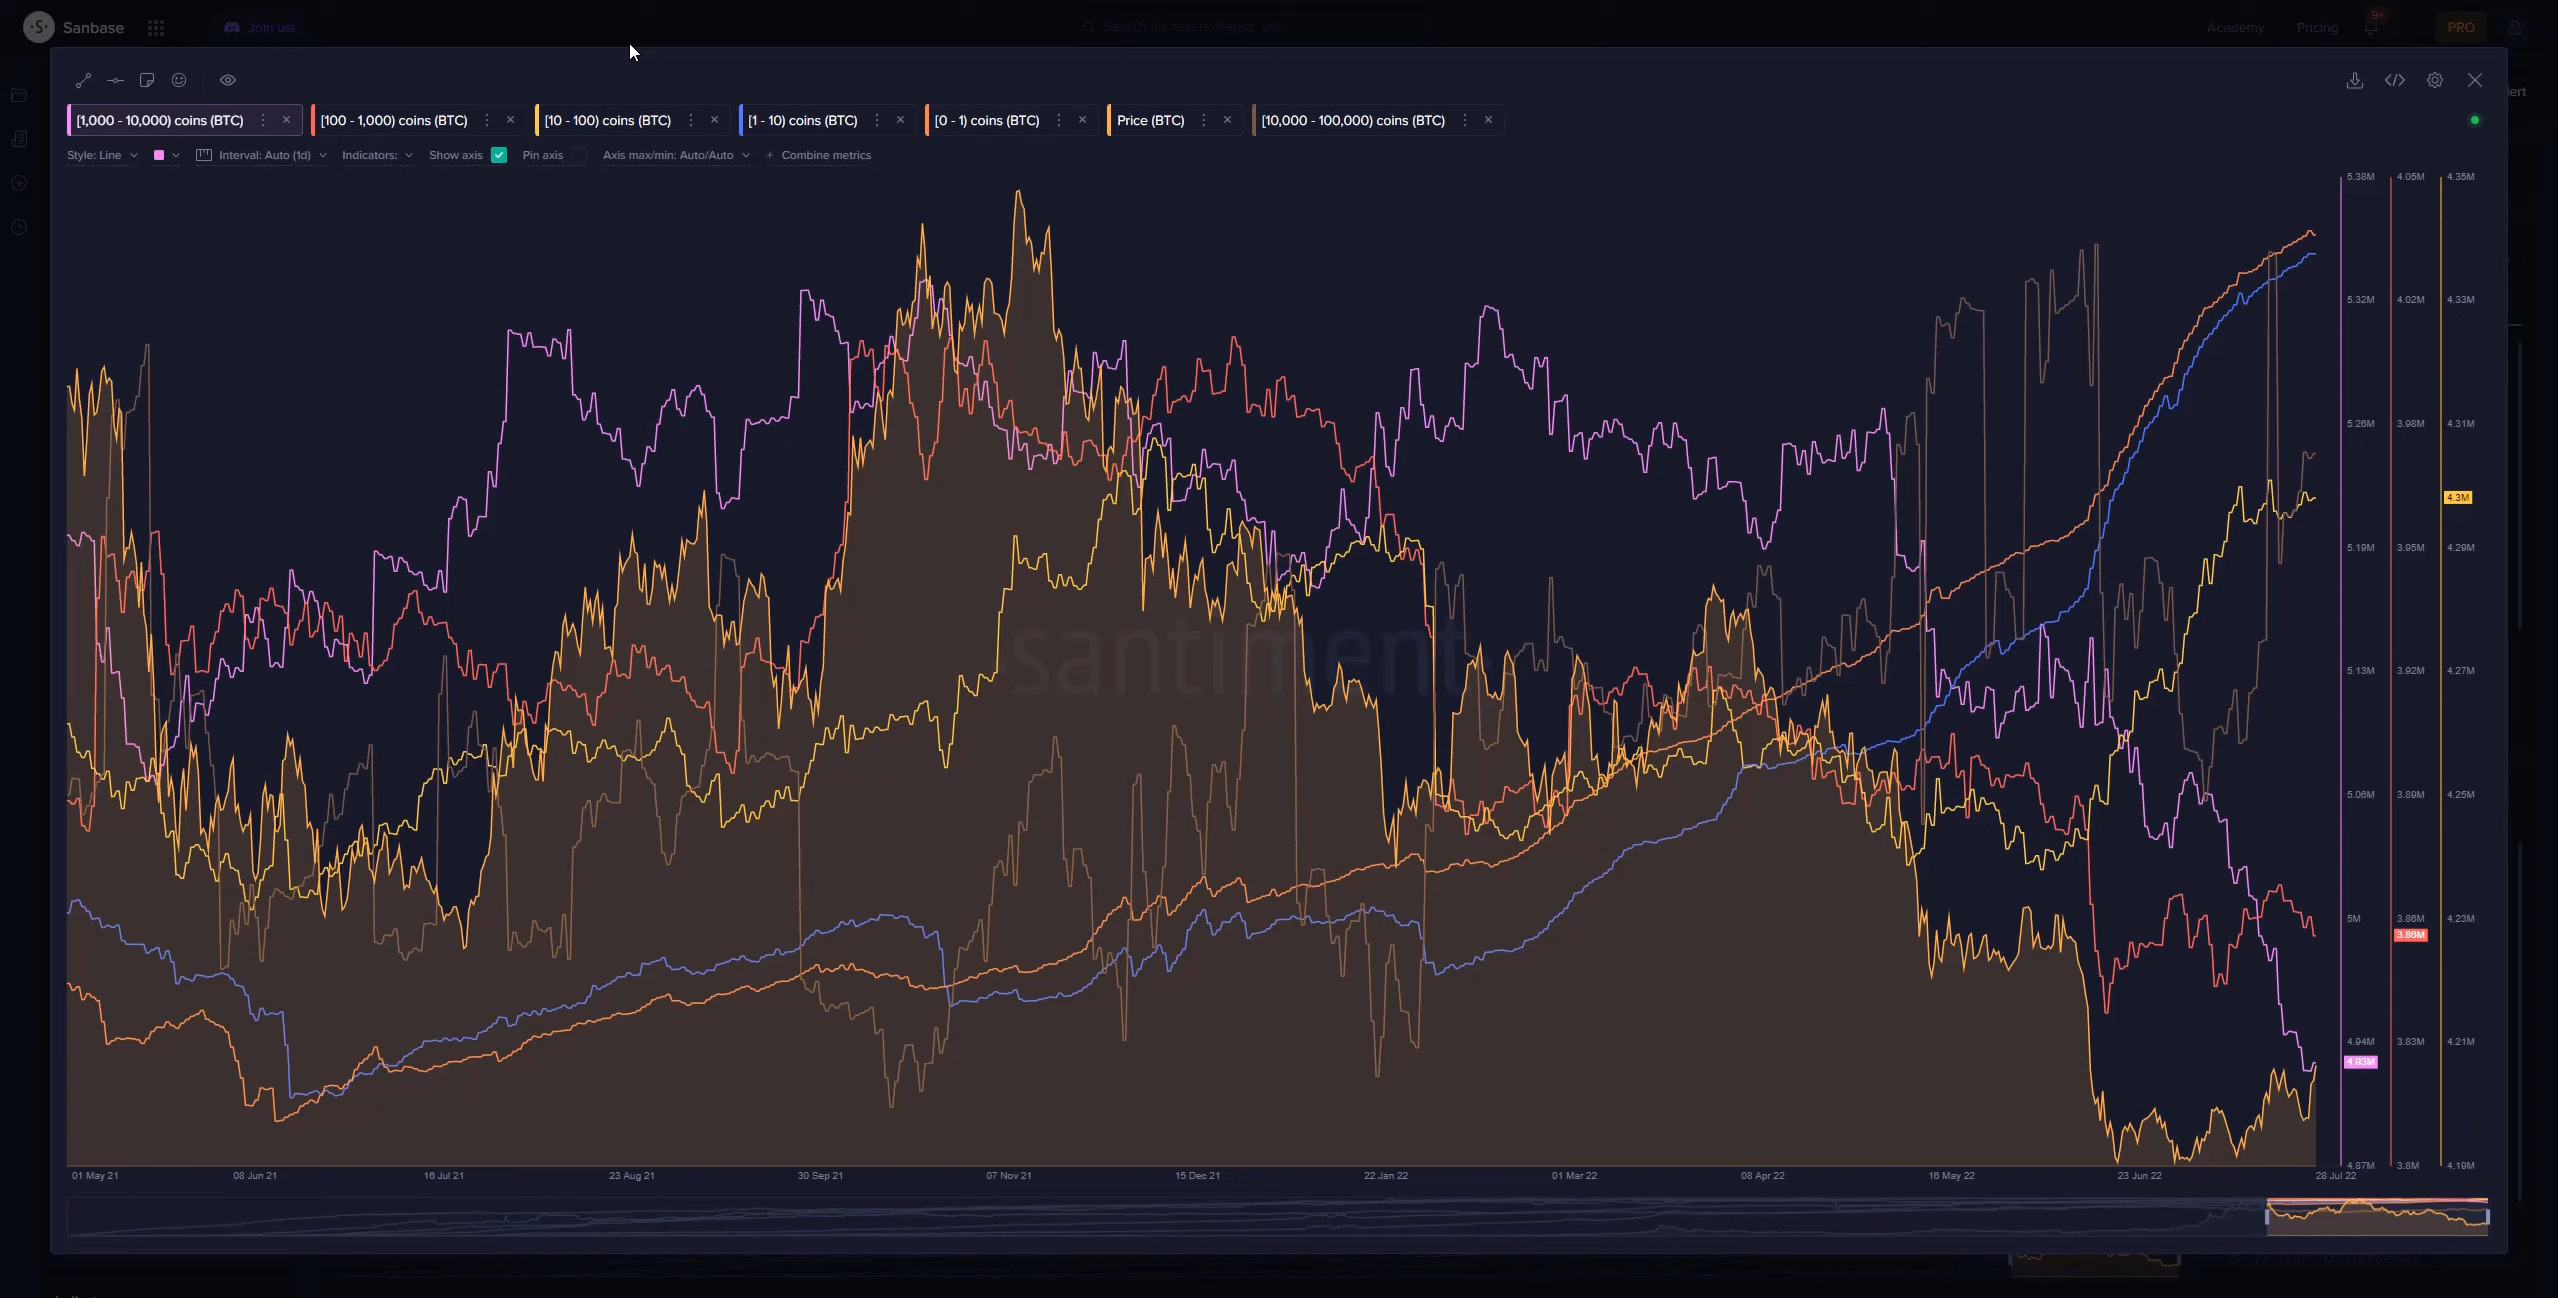 Sanbase Join us! Search for assets, trends, etc... Academy Pricing 9+ PRO
[1,000 - 10,000) coins (BTC) [100 - 1,000) coins (BTC) [10 - 100) coins (BTC) [1 - 10) coins (BTC) [0 - 1) coins (BTC) Price (BTC) [10,000 - 100,000) coins (BTC)
Style: Line Interval: Auto (1d) Indicators: Show axis Pin axis Axis max/min: Auto/Auto + Combine metrics
5.38M 4.05M 4.35M
5.32M 4.02M 4.33M
5.26M 3.98M 4.31M
4.3M
5.19M 3.95M 4.29M
santiment
5.13M 3.92M 4.27M
5.06M 3.89M 4.25M
5M 3.86M 4.23M
3.86M
4.94M 3.83M 4.21M
4.93M
4.87M 3.8M 4.19M
01 May 21 08 Jun 21 16 Jul 21 23 Aug 21 30 Sep 21 07 Nov 21 15 Dec 21 22 Jan 22 01 Mar 22 08 Apr 22 16 May 22 23 Jun 22 28 Jul 22